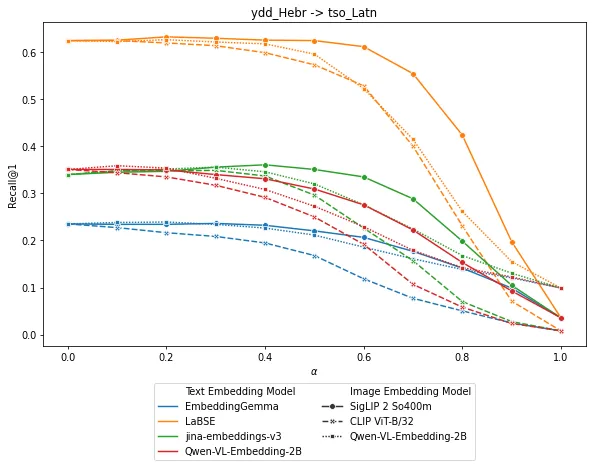 ydd_Hebr -> tso_Latn
Recall@1
0.6
0.5
0.4
0.3
0.2
0.1
0.0
0.0 0.2 0.4 0.6 0.8 1.0
α
Text Embedding Model Image Embedding Model
EmbeddingGemma SigLIP 2 So400m
LaBSE CLIP ViT-B/32
jina-embeddings-v3 Qwen-VL-Embedding-2B
Qwen-VL-Embedding-2B